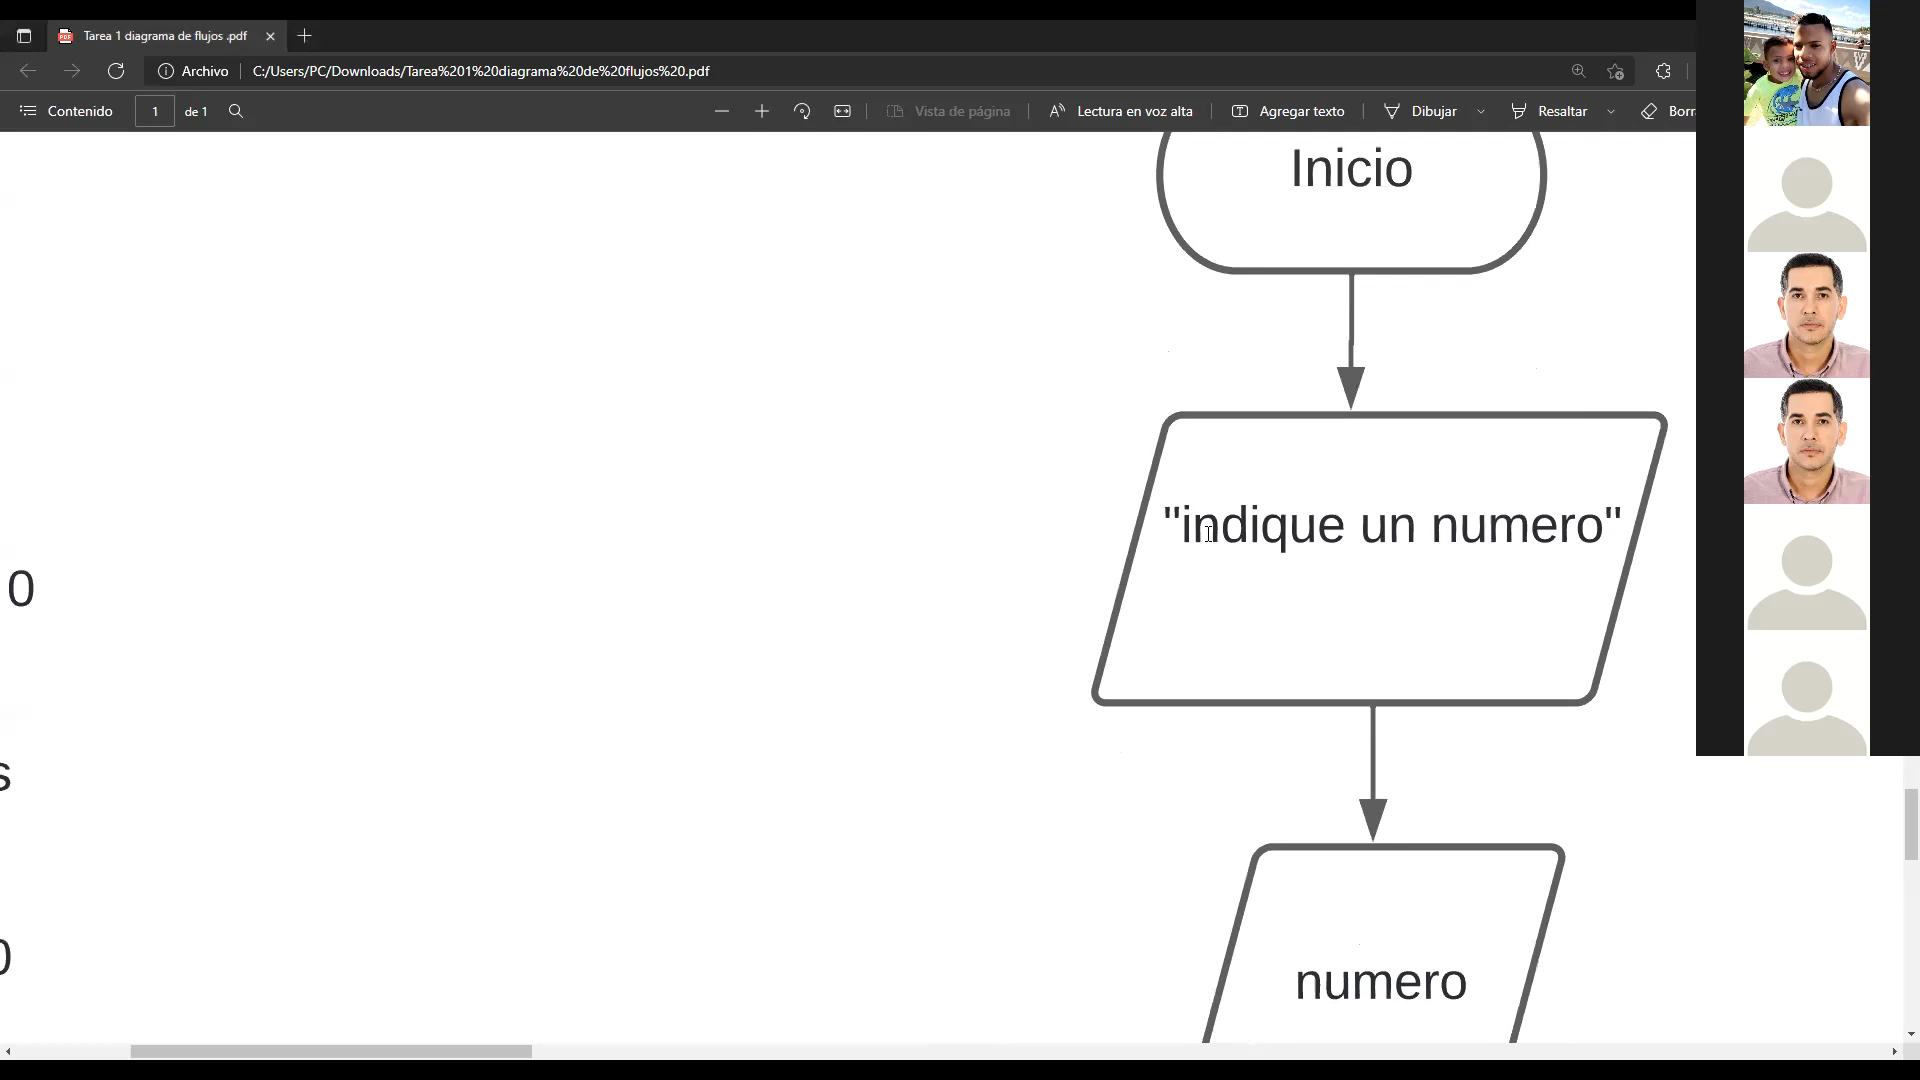 Tarea 1 diagrama de flujos .pdf
Archivo C:/Users/PC/Downloads/Tarea%201%20diagrama%20de%20flujos%20.pdf
Contenido 1 de 1 Vista de página Lectura en voz alta Agregar texto Dibujar Resaltar Borr
Inicio
"indique un numero"
0
s
numero